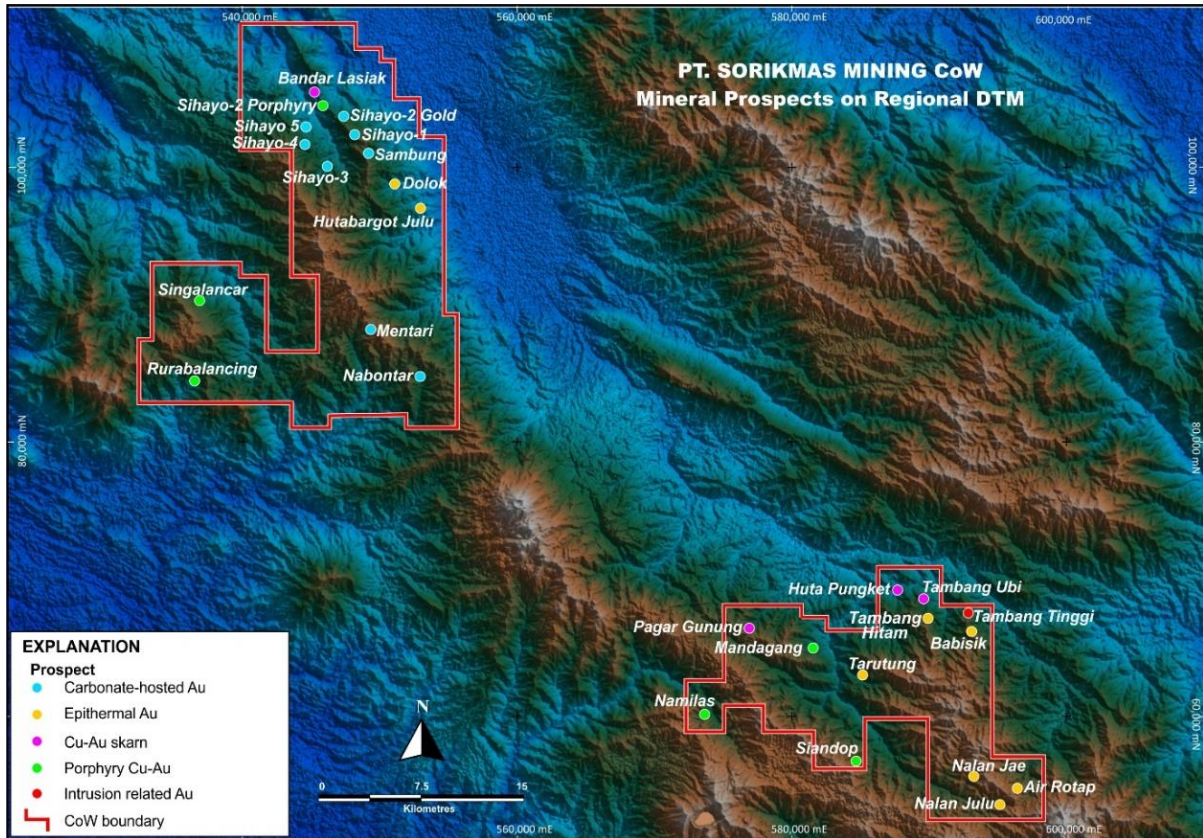 540,000 mE
560,000 mE
580,000 mE
600,000 mE
PT. SORIKMAS MINING CoW
Mineral Prospects on Regional DTM
Bandar Lasiak
Sihayo-2 Porphyry
Sihayo-2 Gold
Sihayo 5
Sihayo-1
Sihayo-4
Sambung
Sihayo-3
Dolok
Hutabargot Julu
100,000 mN
100,000 mN
Singalancar
Mentari
Rurabalancing
Nabontar
80,000 mN
80,000 mN
Huta Pungket
Tambang Ubi
Tambang Tinggi
Tambang
Hitam
Babisik
Pagar Gunung
Mandagang
Tarutung
Namilas
60,000 mN
Siandop
Nalan Jae
Air Rotap
Nalan Julu
EXPLANATION
Prospect
Carbonate-hosted Au
Epithermal Au
Cu-Au skarn
Porphyry Cu-Au
Intrusion related Au
CoW boundary
N
0
7.5
15
Kilometres
560,000 mE
580,000 mE
600,000 mE